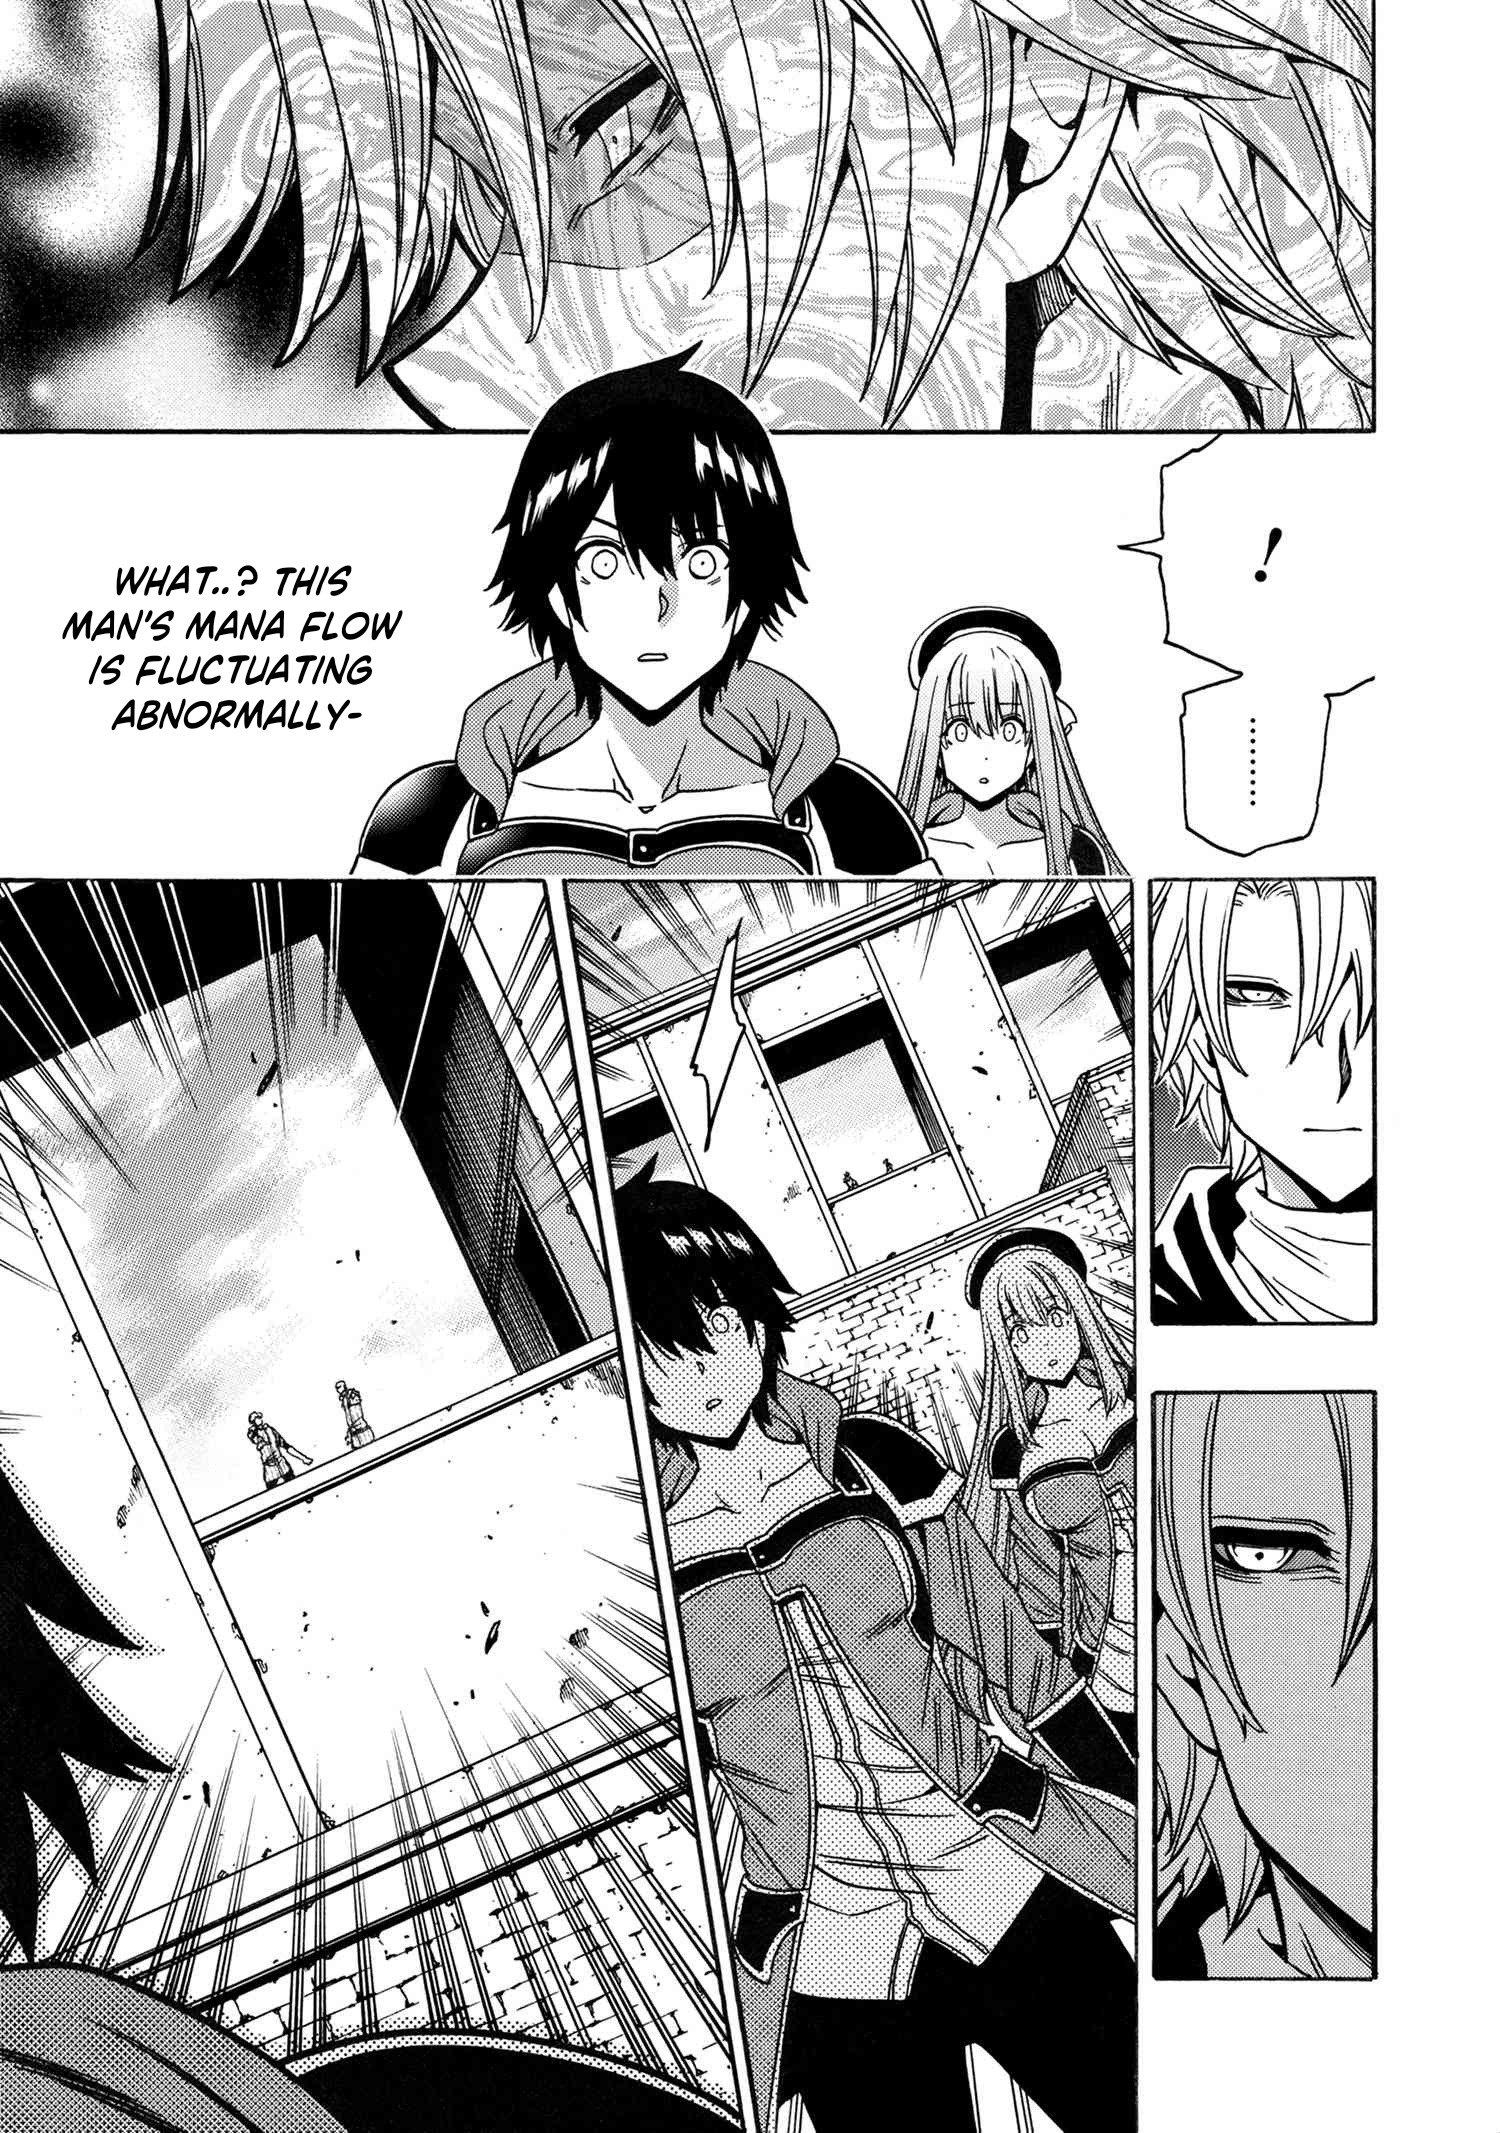 !
.........
WHAT..? THIS
MAN'S MANA FLOW
IS FLUCTUATING
ABNORMALLY-